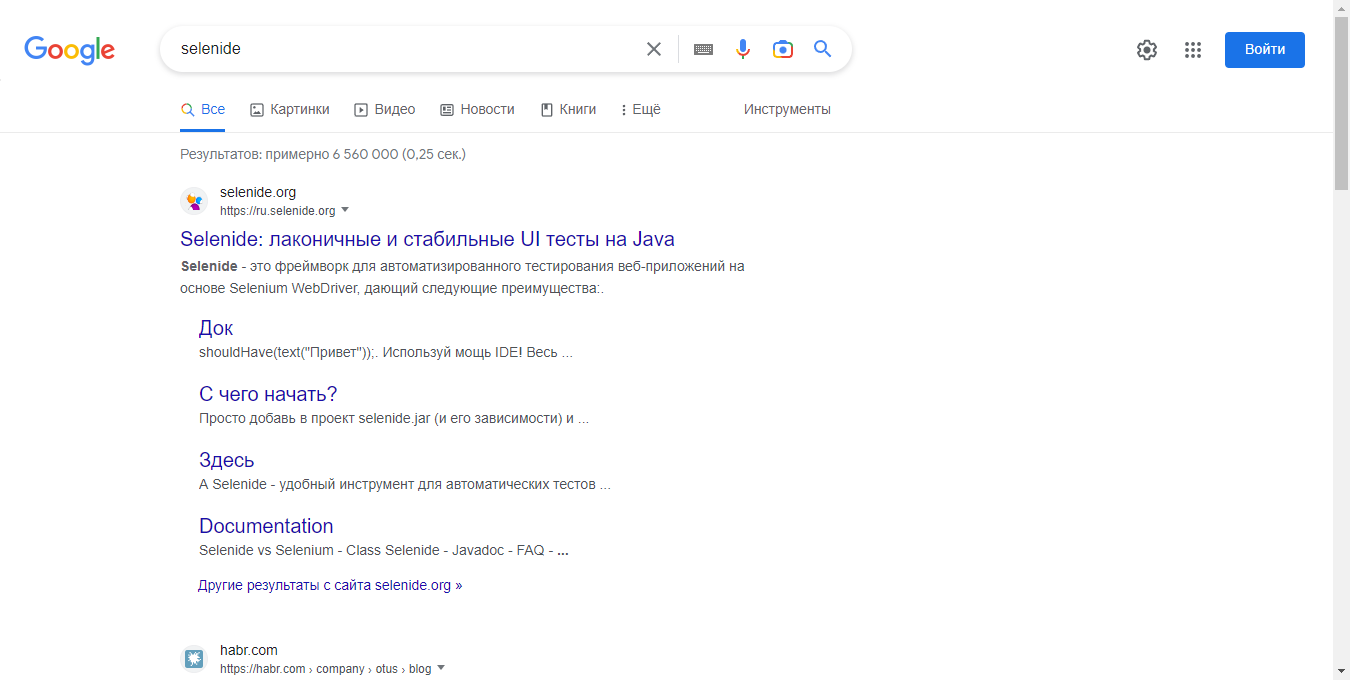 Google
selenide
Войти
Все
Картинки
Видео
Новости
Книги
Ещё
Инструменты
Результатов: примерно 6 560 000 (0,25 сек.)
selenide.org
https://ru.selenide.org
Selenide: лаконичные и стабильные UI тесты на Java
Selenide - это фреймворк для автоматизированного тестирования веб-приложений на
основе Selenium WebDriver, дающий следующие преимущества:.
Док
shouldHave(text("Привет"));. Используй мощь IDE! Весь ...
С чего начать?
Просто добавь в проект selenide.jar (и его зависимости) и ...
Здесь
А Selenide - удобный инструмент для автоматических тестов ...
Documentation
Selenide vs Selenium - Class Selenide - Javadoc - FAQ - ...
Другие результаты с сайта selenide.org »
habr.com
https://habr.com › company › otus › blog